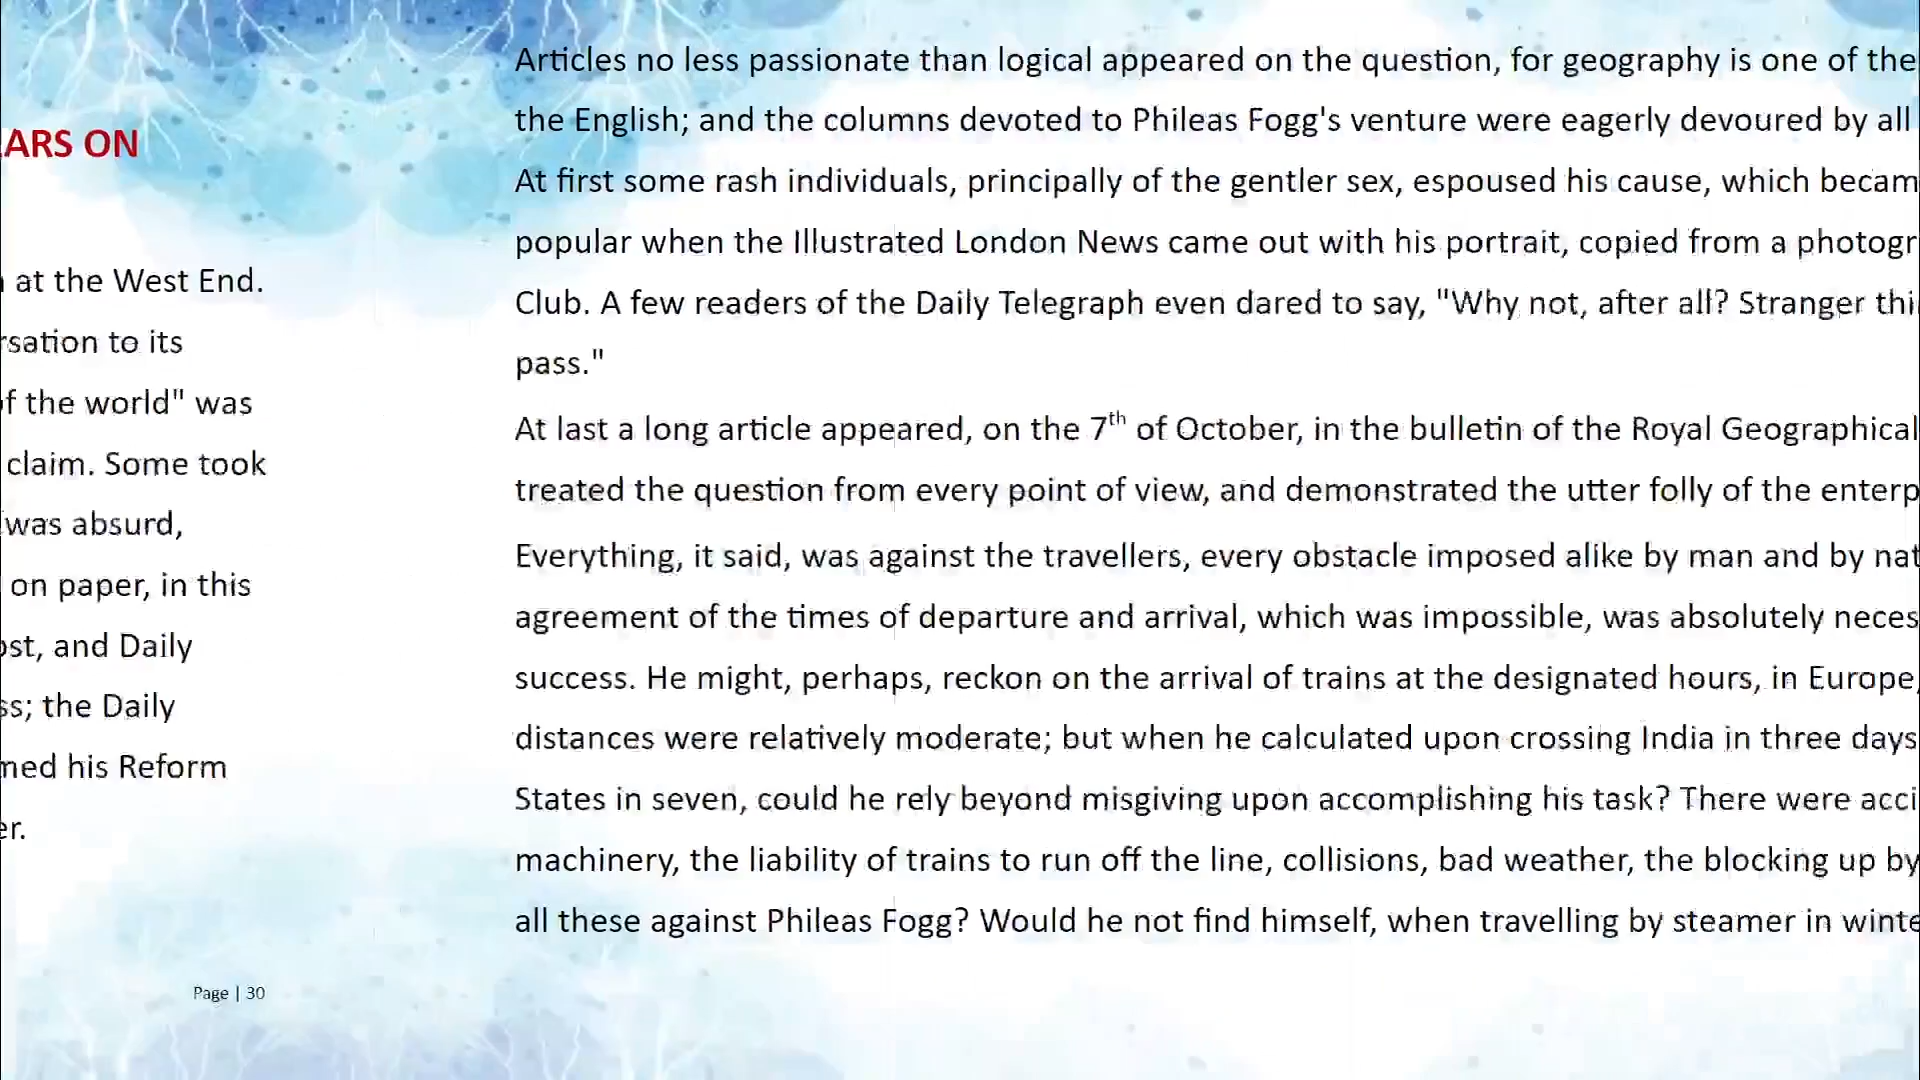 ARS ON
at the West End.
sation to its
f the world" was
claim. Some took
was absurd,
on paper, in this
st, and Daily
ss; the Daily
ned his Reform
er.
Page | 30
Articles no less passionate than logical appeared on the question, for geography is one of the
the English; and the columns devoted to Phileas Fogg's venture were eagerly devoured by all
At first some rash individuals, principally of the gentler sex, espoused his cause, which becam
popular when the Illustrated London News came out with his portrait, copied from a photogr
Club. A few readers of the Daily Telegraph even dared to say, "Why not, after all? Stranger thi
pass."
At last a long article appeared, on the 7th of October, in the bulletin of the Royal Geographical
treated the question from every point of view, and demonstrated the utter folly of the enterp
Everything, it said, was against the travellers, every obstacle imposed alike by man and by nat
agreement of the times of departure and arrival, which was impossible, was absolutely neces
success. He might, perhaps, reckon on the arrival of trains at the designated hours, in Europe,
distances were relatively moderate; but when he calculated upon crossing India in three days
States in seven, could he rely beyond misgiving upon accomplishing his task? There were acci
machinery, the liability of trains to run off the line, collisions, bad weather, the blocking up by
all these against Phileas Fogg? Would he not find himself, when travelling by steamer in winte